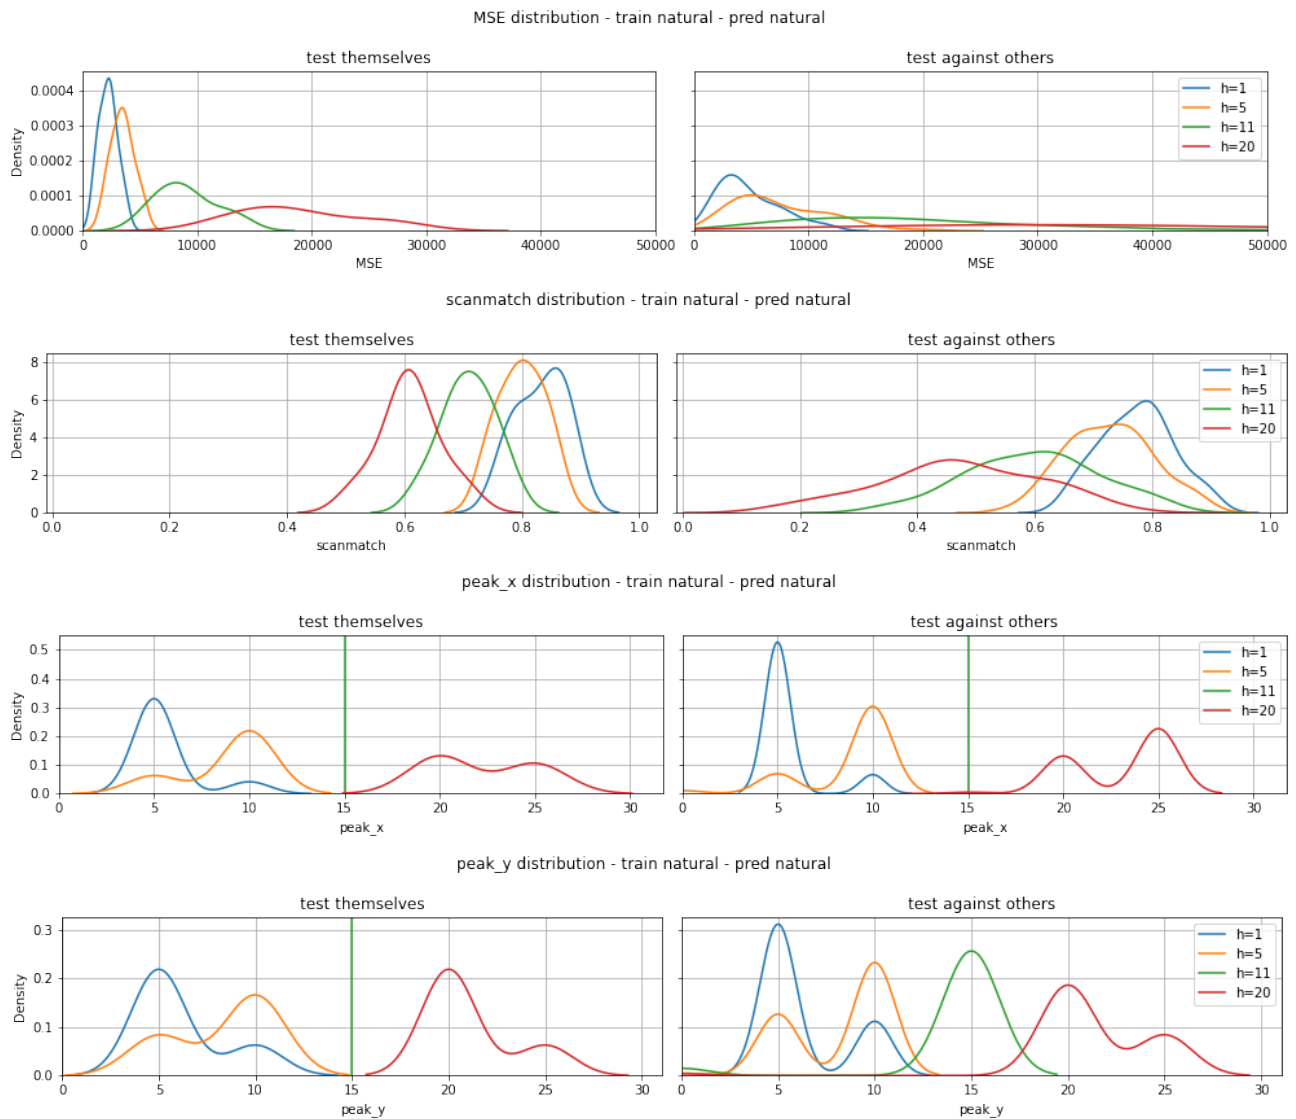 MSE distribution - train natural - pred natural
test themselves
test against others
0.0004
0.0003
0.0002
0.0001
0.0000
Density
0 10000 20000 30000 40000 50000
MSE
h=1
h=5
h=11
h=20
0 10000 20000 30000 40000 50000
MSE
scanmatch distribution - train natural - pred natural
test themselves
test against others
8
6
4
2
0
Density
0.0 0.2 0.4 0.6 0.8 1.0
scanmatch
h=1
h=5
h=11
h=20
0.0 0.2 0.4 0.6 0.8 1.0
scanmatch
peak_x distribution - train natural - pred natural
test themselves
test against others
0.5
0.4
0.3
0.2
0.1
0.0
Density
0 5 10 15 20 25 30
peak_x
h=1
h=5
h=11
h=20
0 5 10 15 20 25 30
peak_x
peak_y distribution - train natural - pred natural
test themselves
test against others
0.3
0.2
0.1
0.0
Density
0 5 10 15 20 25 30
peak_y
h=1
h=5
h=11
h=20
0 5 10 15 20 25 30
peak_y